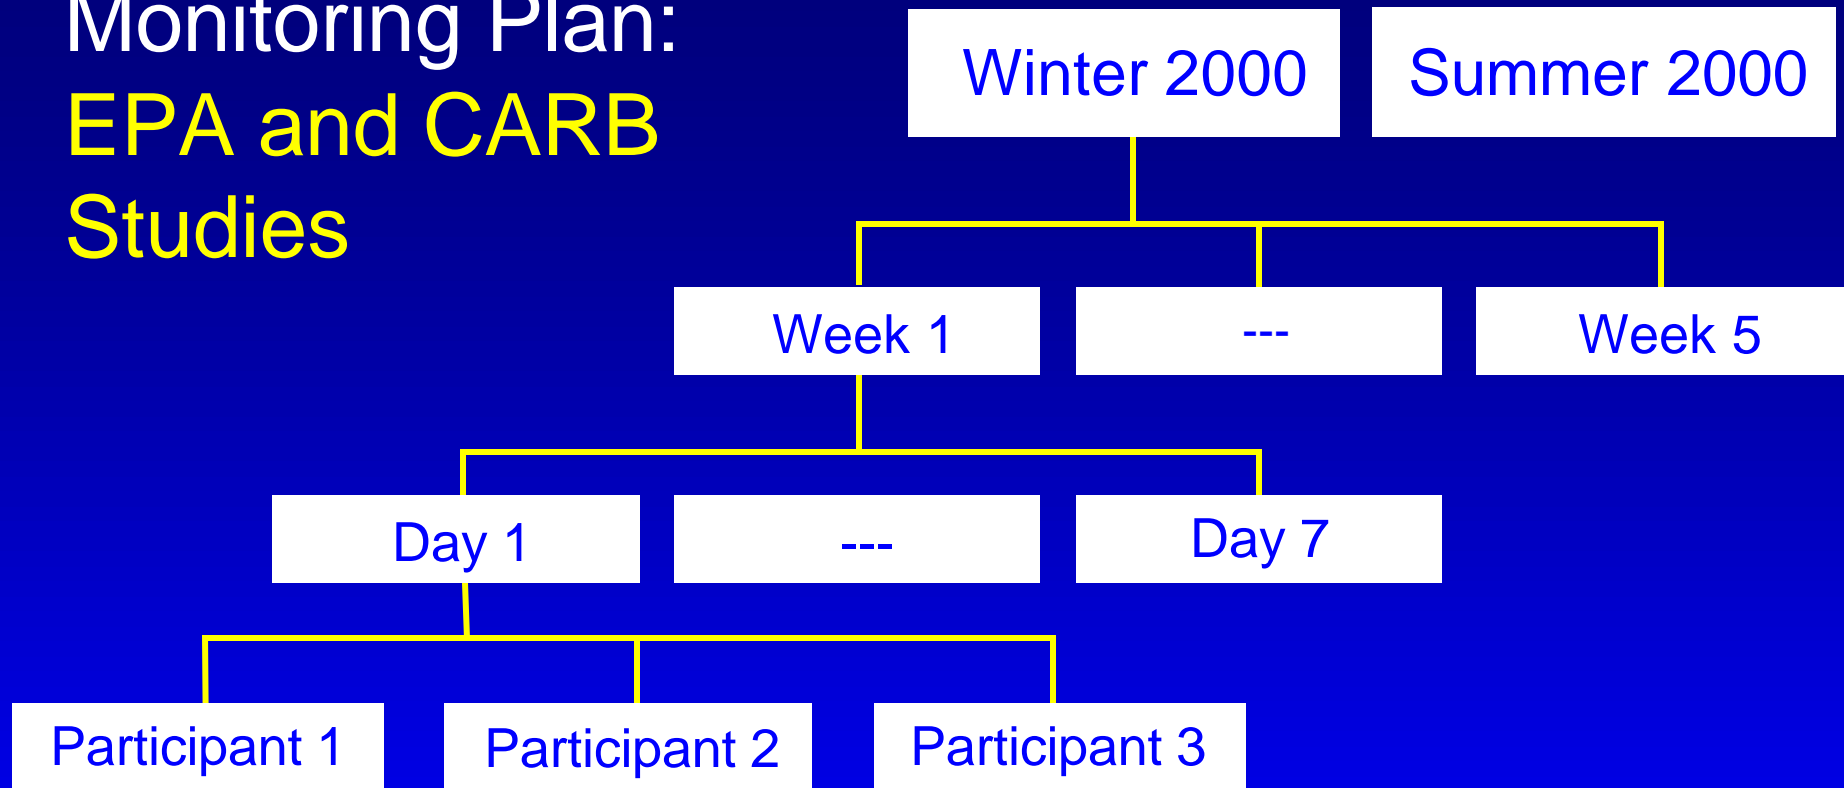 Monitoring Plan:
EPA and CARB
Studies
Winter 2000
Summer 2000
Week 1
---
Week 5
Day 1
---
Day 7
Participant 1
Participant 2
Participant 3